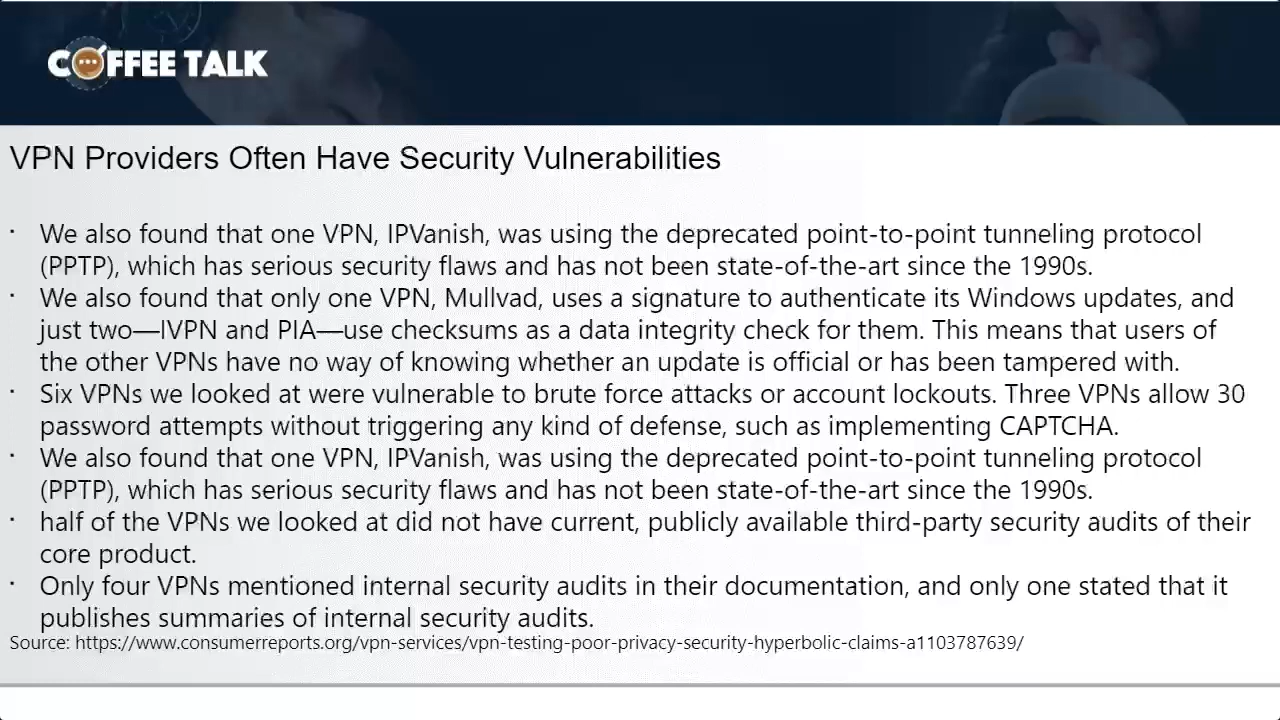 COFFEE TALK
VPN Providers Often Have Security Vulnerabilities
· We also found that one VPN, IPVanish, was using the deprecated point-to-point tunneling protocol
(PPTP), which has serious security flaws and has not been state-of-the-art since the 1990s.
· We also found that only one VPN, Mullvad, uses a signature to authenticate its Windows updates, and
just two—IVPN and PIA—use checksums as a data integrity check for them. This means that users of
the other VPNs have no way of knowing whether an update is official or has been tampered with.
· Six VPNs we looked at were vulnerable to brute force attacks or account lockouts. Three VPNs allow 30
password attempts without triggering any kind of defense, such as implementing CAPTCHA.
· We also found that one VPN, IPVanish, was using the deprecated point-to-point tunneling protocol
(PPTP), which has serious security flaws and has not been state-of-the-art since the 1990s.
· half of the VPNs we looked at did not have current, publicly available third-party security audits of their
core product.
· Only four VPNs mentioned internal security audits in their documentation, and only one stated that it
publishes summaries of internal security audits.
Source: https://www.consumerreports.org/vpn-services/vpn-testing-poor-privacy-security-hyperbolic-claims-a1103787639/